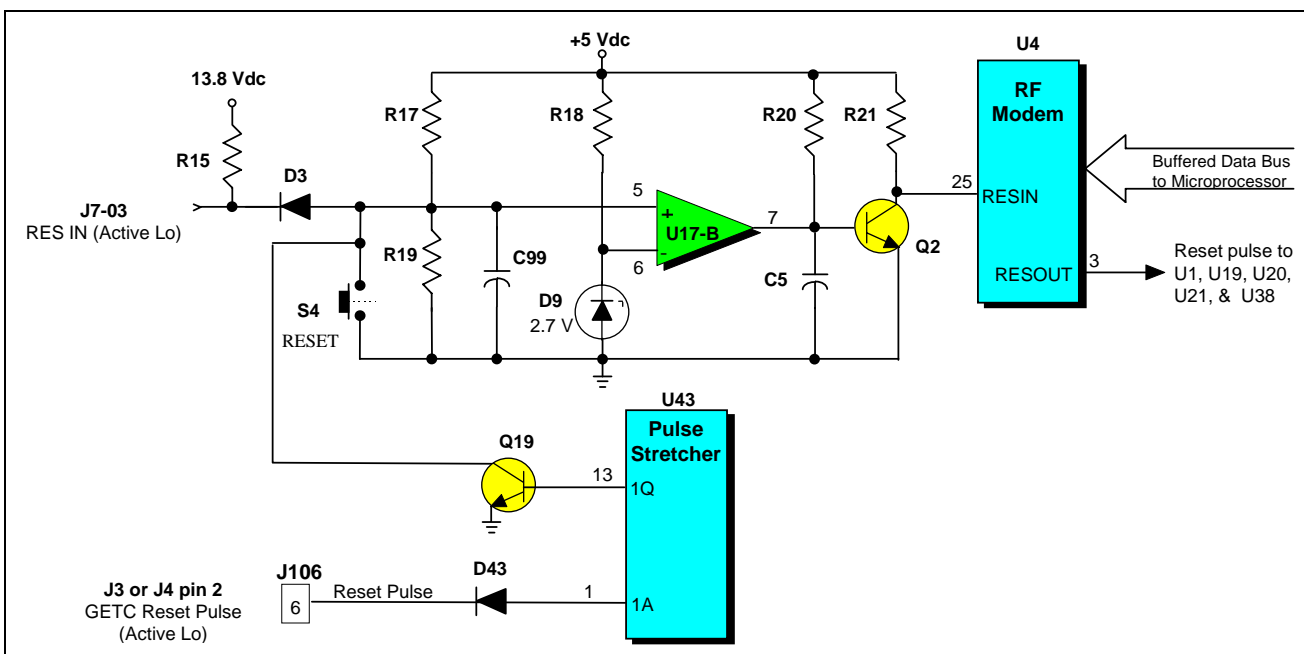 +5 Vdc
U4
13.8 Vdc
RF
Modem
R17
R18
R20
R21
R15
D3
Buffered Data Bus
to Microprocessor
25
RESIN
J7-03
RES IN (Active Lo)
5
+
U17-B
7
-
6
Q2
R19
C99
C5
Reset pulse to
U1, U19, U20,
U21, & U38
3
RESOUT
D9
2.7 V
S4
RESET
U43
Pulse
Stretcher
Q19
13
1Q
J106
D43
J3 or J4 pin 2
GETC Reset Pulse
(Active Lo)
6
Reset Pulse
1
1A